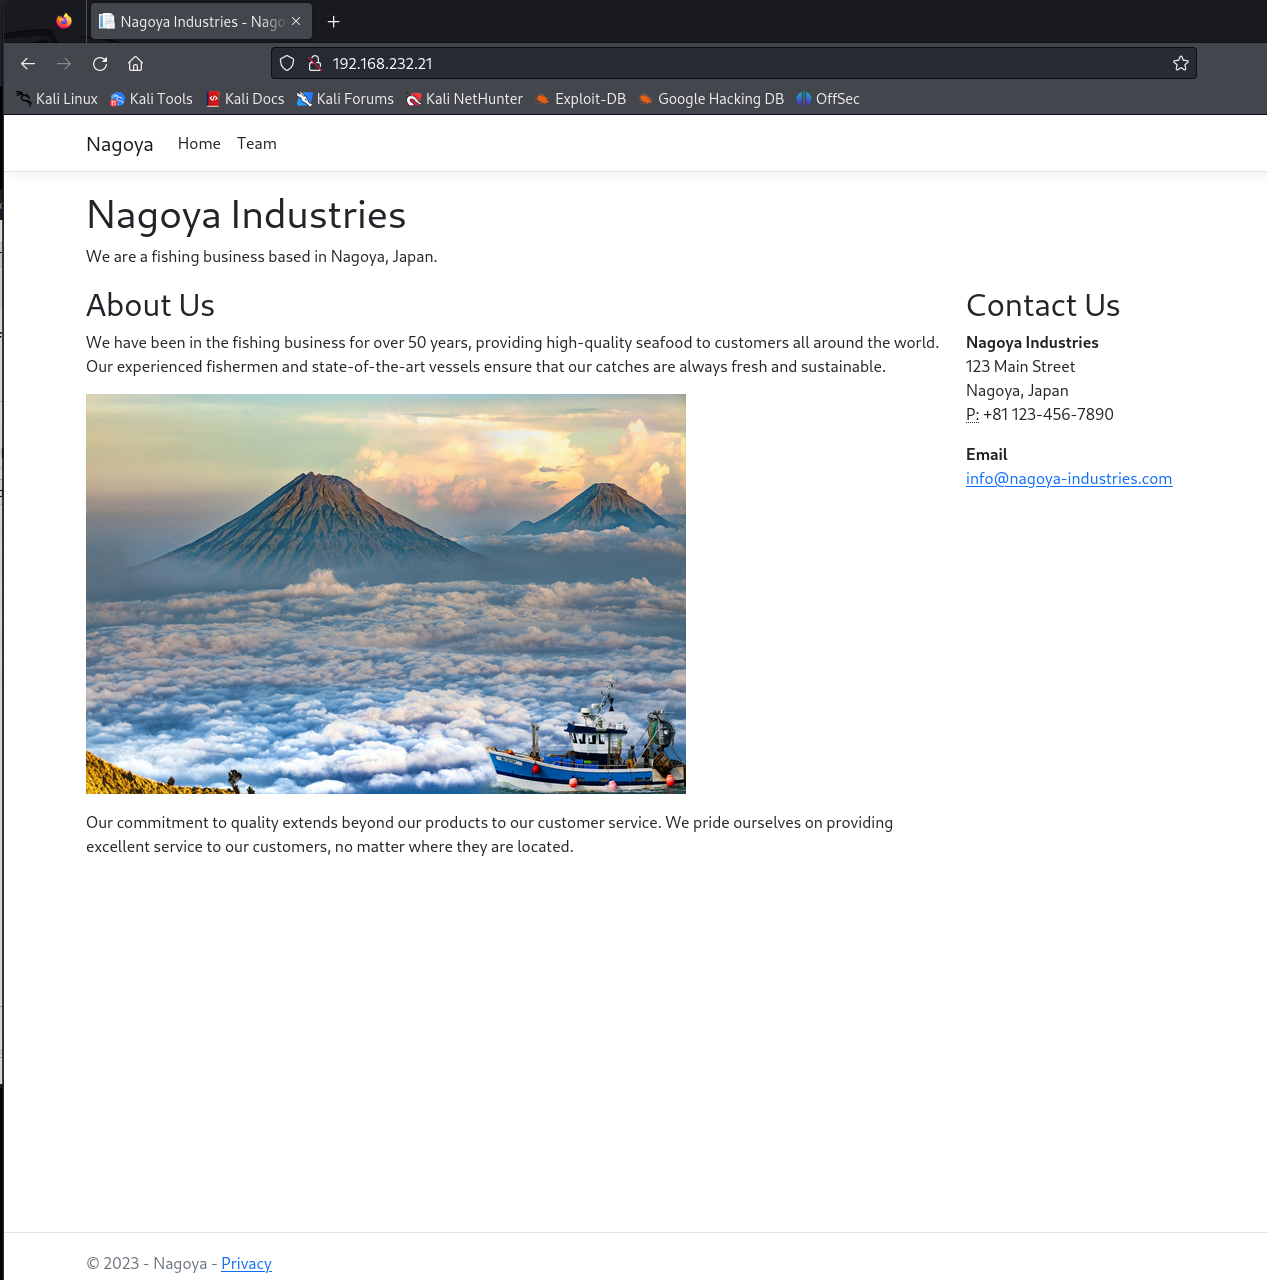 Nagoya Industries - Nago
192.168.232.21
Kali Linux Kali Tools Kali Docs Kali Forums Kali NetHunter Exploit-DB Google Hacking DB OffSec
Nagoya Home Team
Nagoya Industries
We are a fishing business based in Nagoya, Japan.
About Us
We have been in the fishing business for over 50 years, providing high-quality seafood to customers all around the world.
Our experienced fishermen and state-of-the-art vessels ensure that our catches are always fresh and sustainable.
Our commitment to quality extends beyond our products to our customer service. We pride ourselves on providing
excellent service to our customers, no matter where they are located.
Contact Us
Nagoya Industries
123 Main Street
Nagoya, Japan
P: +81 123-456-7890
Email
info@nagoya-industries.com
© 2023 - Nagoya - Privacy